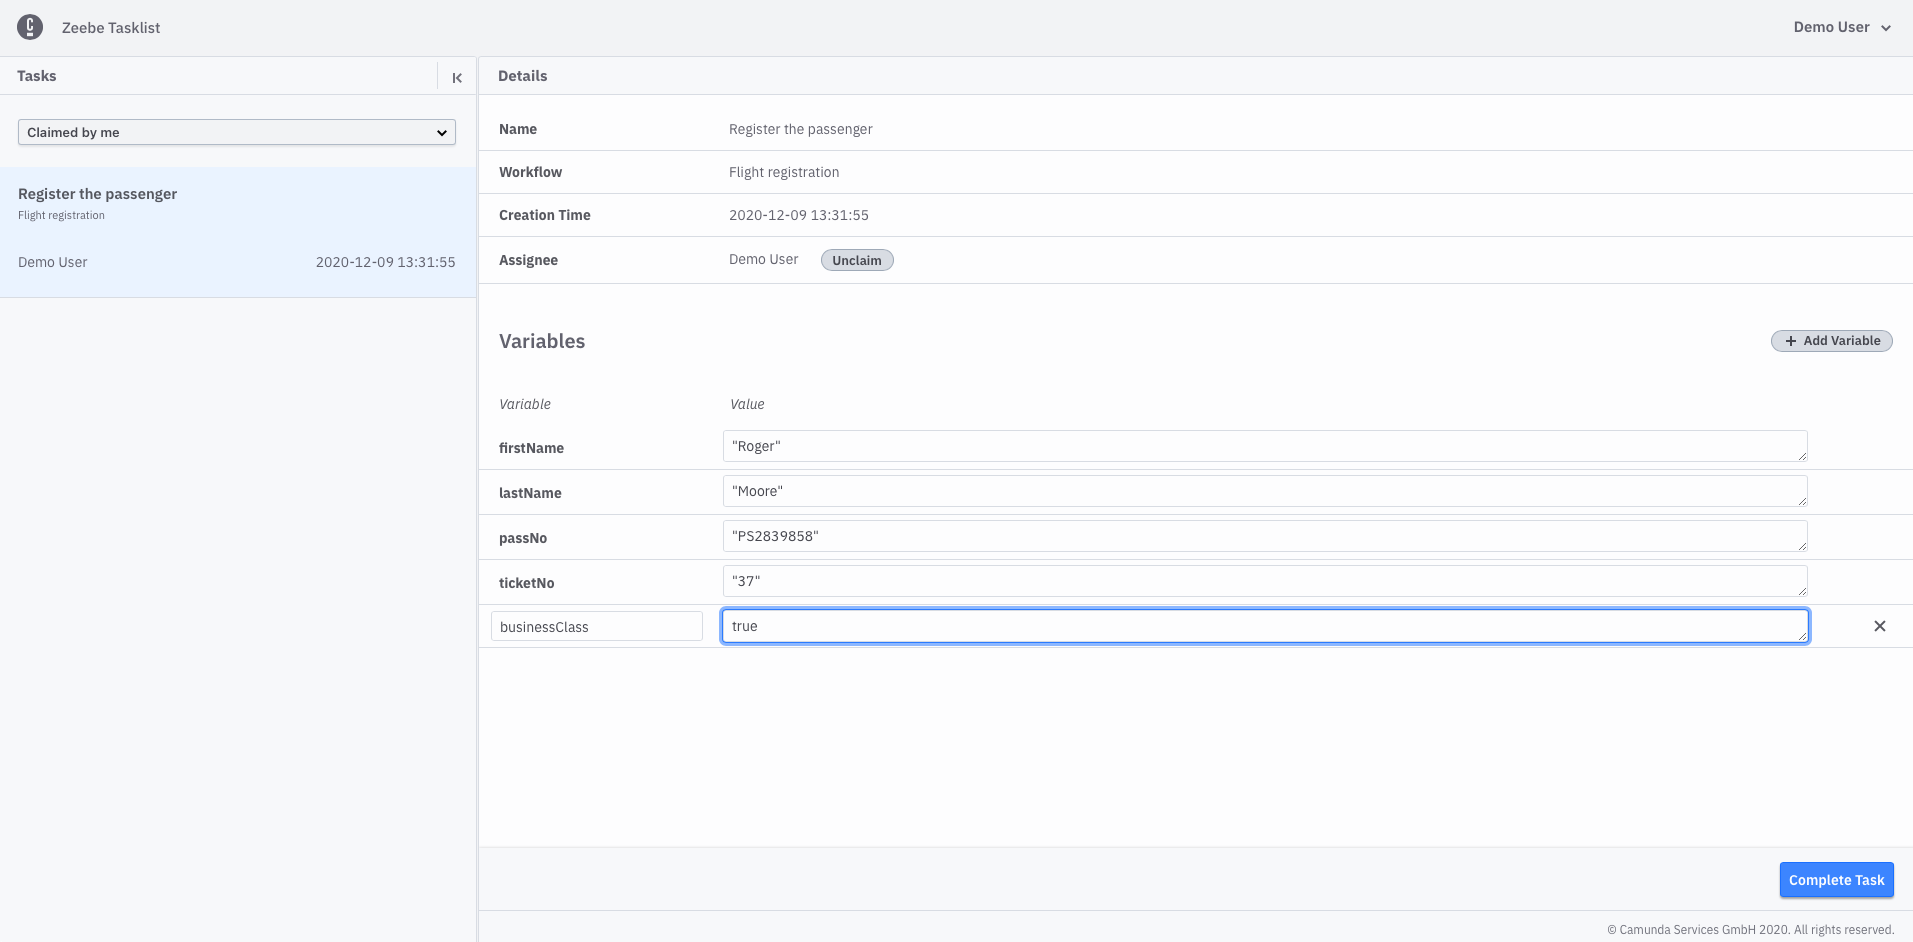 Zeebe Tasklist
Demo User
Tasks
Claimed by me
Register the passenger
Flight registration
Demo User 2020-12-09 13:31:55
Details
Name Register the passenger
Workflow Flight registration
Creation Time 2020-12-09 13:31:55
Assignee Demo User Unclaim
Variables
+ Add Variable
Variable Value
firstName "Roger"
lastName "Moore"
passNo "PS2839858"
ticketNo "37"
businessClass true
Complete Task
© Camunda Services GmbH 2020. All rights reserved.